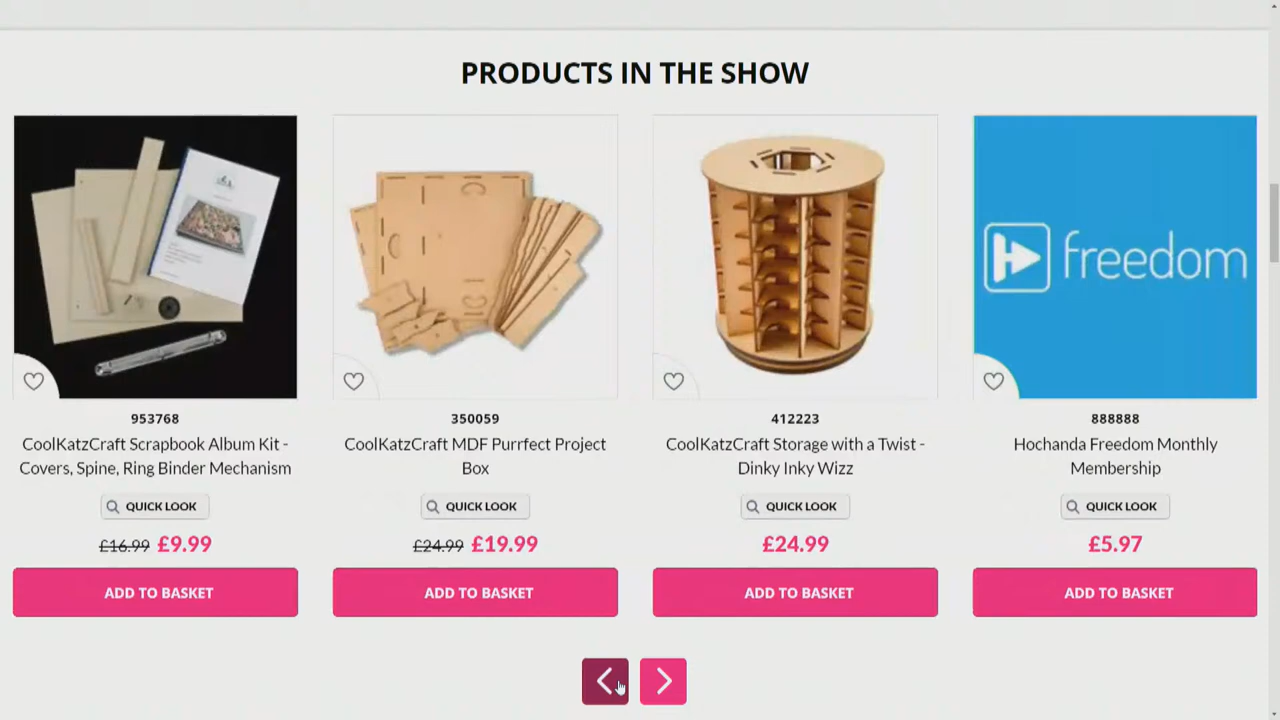 PRODUCTS IN THE SHOW
freedom
953768
CoolKatzCraft Scrapbook Album Kit -
Covers, Spine, Ring Binder Mechanism
QUICK LOOK
£16.99 £9.99
ADD TO BASKET
350059
CoolKatzCraft MDF Purrfect Project
Box
QUICK LOOK
£24.99 £19.99
ADD TO BASKET
412223
CoolKatzCraft Storage with a Twist -
Dinky Inky Wizz
QUICK LOOK
£24.99
ADD TO BASKET
888888
Hochanda Freedom Monthly
Membership
QUICK LOOK
£5.97
ADD TO BASKET